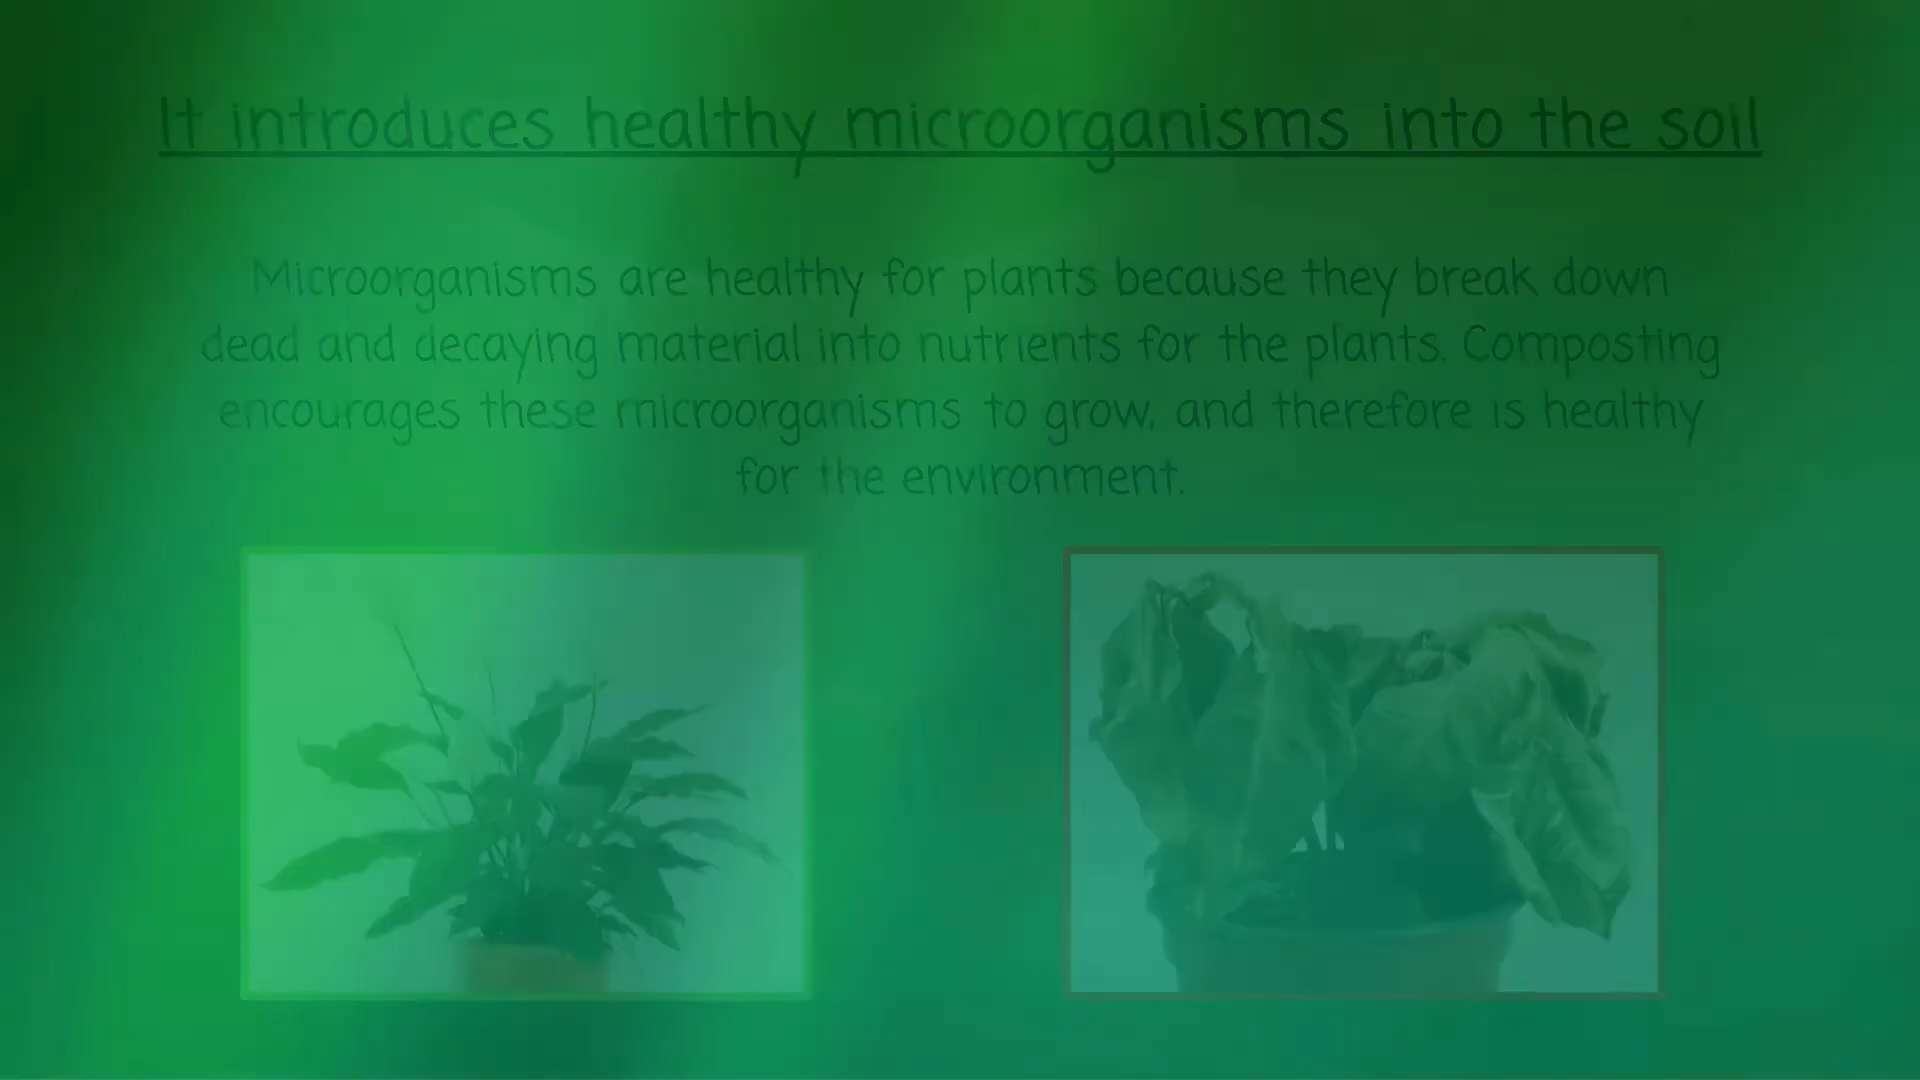 It introduces healthy microorganisms into the soil
Microorganisms are healthy for plants because they break down
dead and decaying material into nutrients for the plants. Composting
encourages these microorganisms to grow, and therefore is healthy
for the environment.